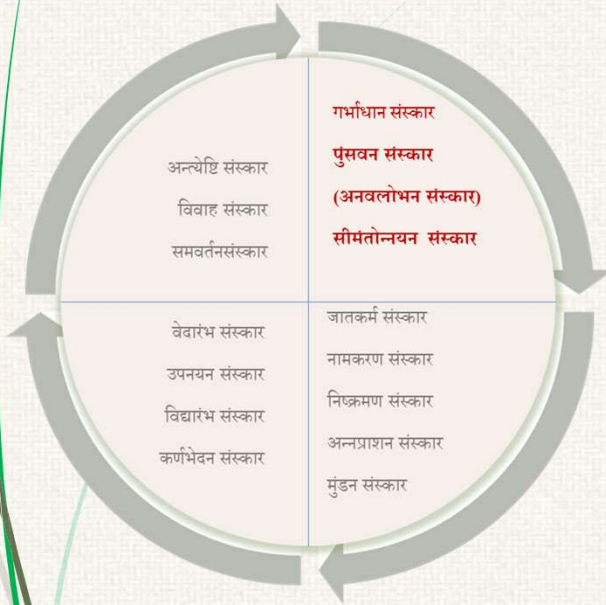 गर्भाधान संस्कार
पुंसवन संस्कार
(अनवलोभन संस्कार)
सीमंतोन्नयन संस्कार
जातकर्म संस्कार
नामकरण संस्कार
निष्क्रमण संस्कार
अन्नप्राशन संस्कार
मुंडन संस्कार
वेदारंभ संस्कार
उपनयन संस्कार
विद्यारंभ संस्कार
कर्णभेदन संस्कार
अन्त्येष्टि संस्कार
विवाह संस्कार
समवर्तनसंस्कार